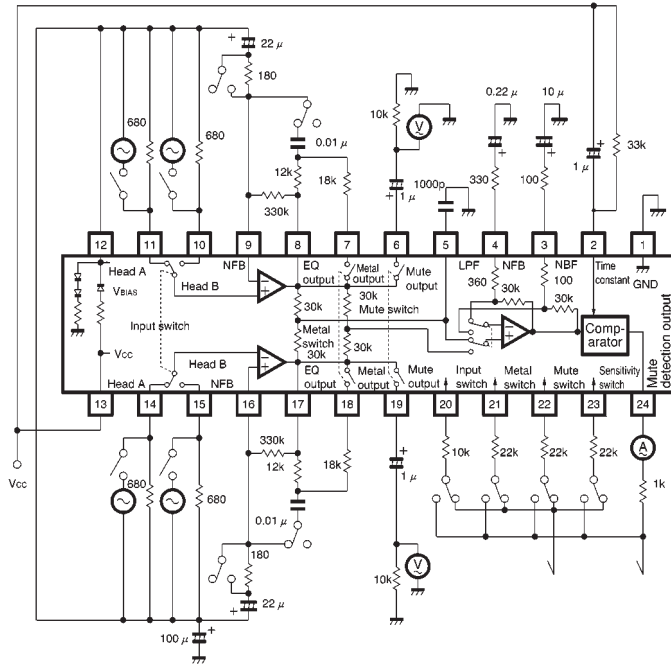 22 μ
180
0.22 μ
10 μ
10k
V
680
680
0.01 μ
33k
1 μ
12k
18k
1000p
330
100
330k
1 μ
12
11
10
9
8
7
6
5
4
3
2
1
Head A
NFB
EQ output
Metal output
Mute output
LPF
NFB
NBF
Time constant
GND
360
100
VBIAS
Head B
30k
30k
30k
30k
Mute switch
Input switch
Metal switch
Comp-
arator
VCC
Head B
30k
30k
Mute detection output
Head A
NFB
EQ output
Metal output
Mute output
Input switch
Metal switch
Mute switch
Sensitivity switch
13
14
15
16
17
18
19
20
21
22
23
24
330k
12k
18k
10k
22k
22k
22k
A
VCC
680
680
1 μ
1k
0.01 μ
180
V
10k
22 μ
100 μ